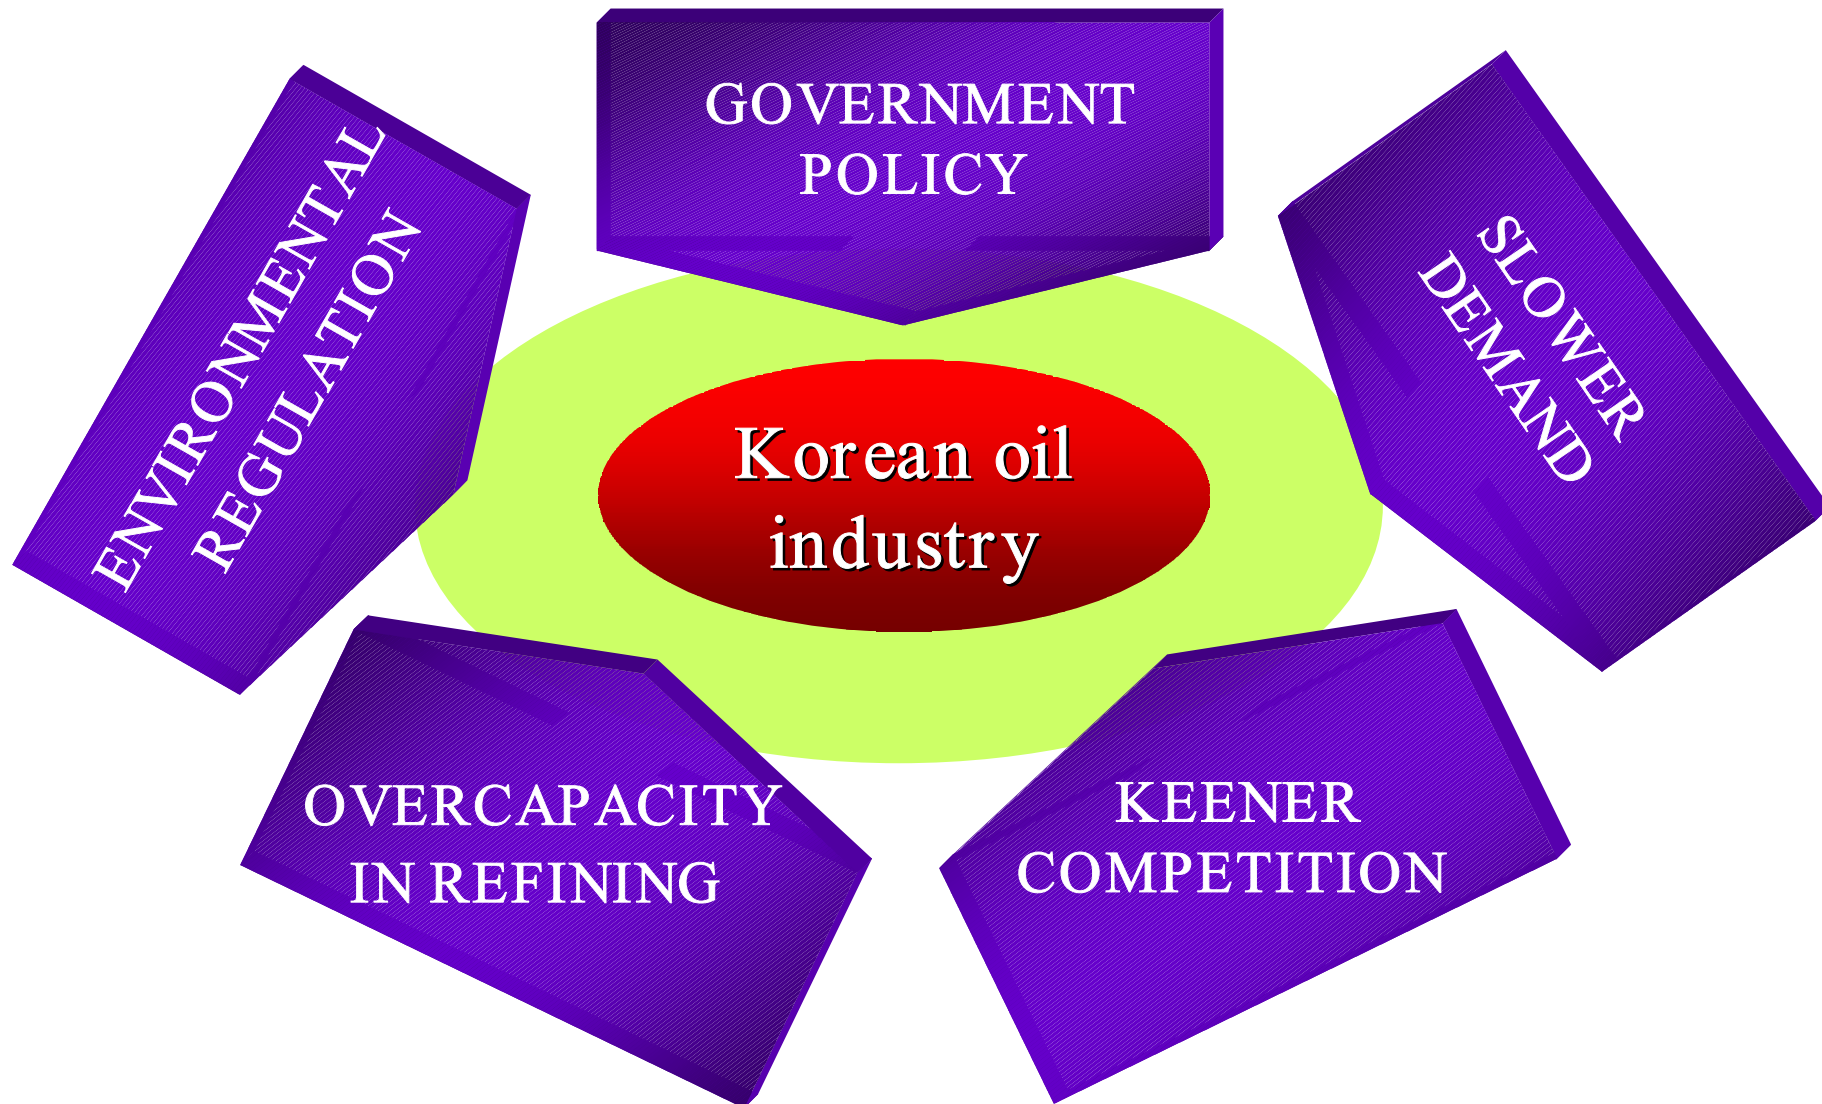 GOVERNMENT
POLICY
ENVIRONMENTAL
REGULATION
SLOWER
DEMAND
Korean oil
industry
OVERCAPACITY
IN REFINING
KEENER
COMPETITION